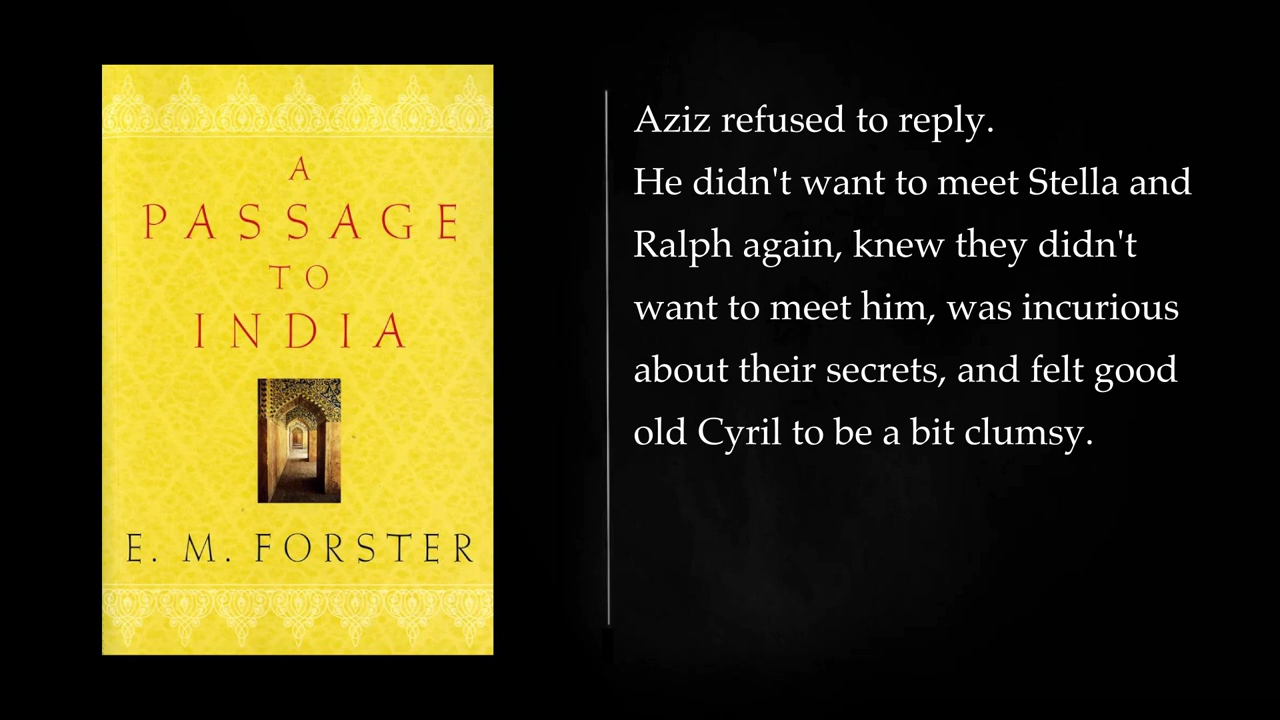 A
PASSAGE
TO
INDIA
E. M. FORSTER
Aziz refused to reply.
He didn't want to meet Stella and
Ralph again, knew they didn't
want to meet him, was incurious
about their secrets, and felt good
old Cyril to be a bit clumsy.